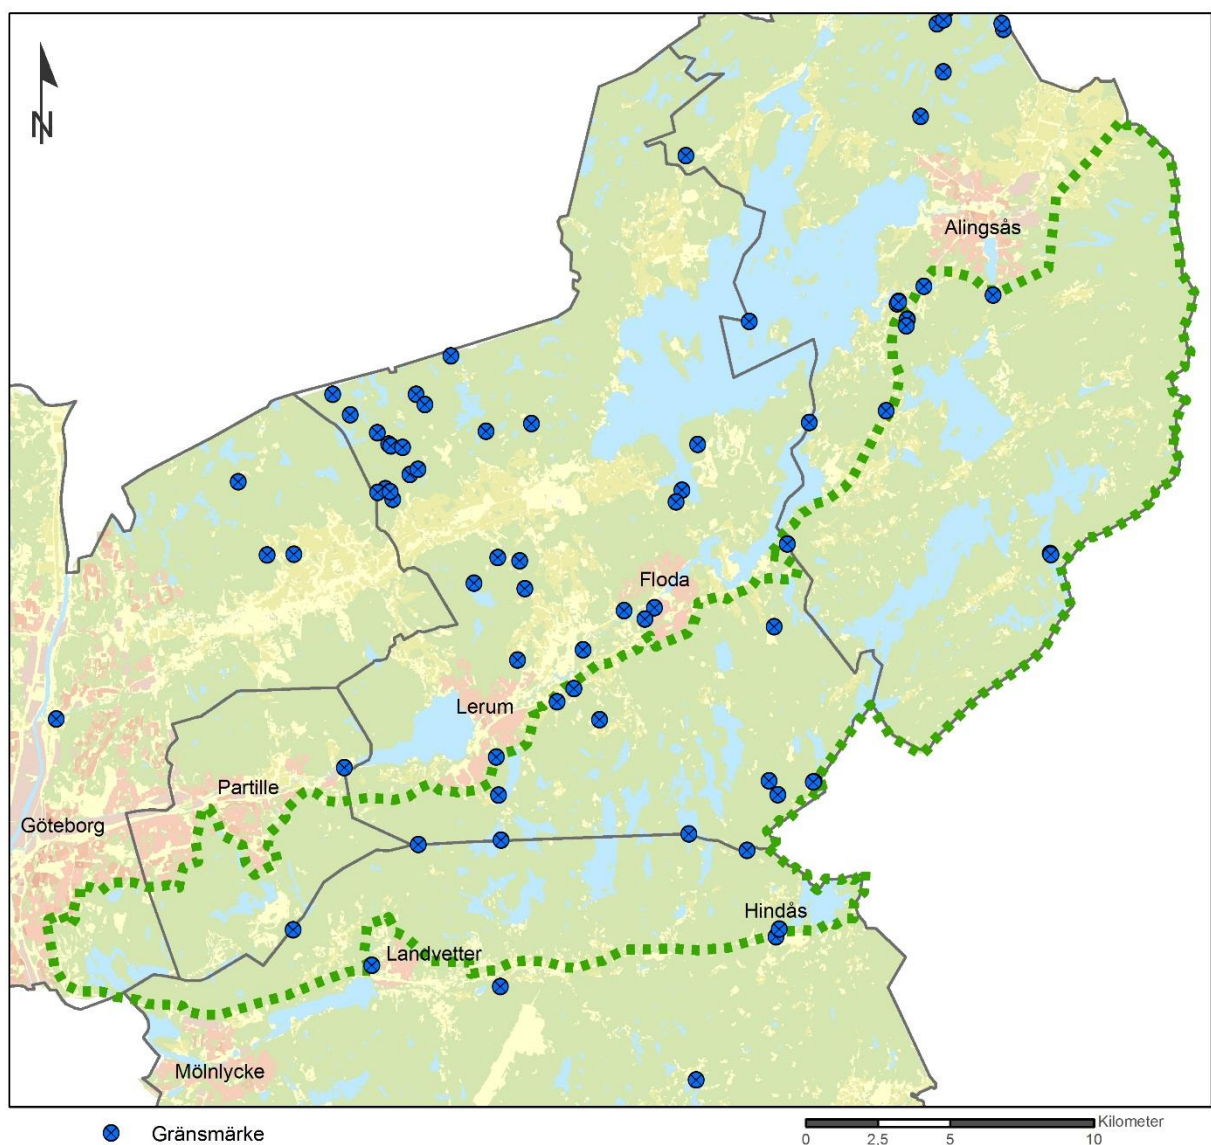 N
Alingsås
Floda
Lerum
Partille
Göteborg
Hindås
Landvetter
Mölnlycke
Gränsmärke
Kilometer
0 2.5 5 10